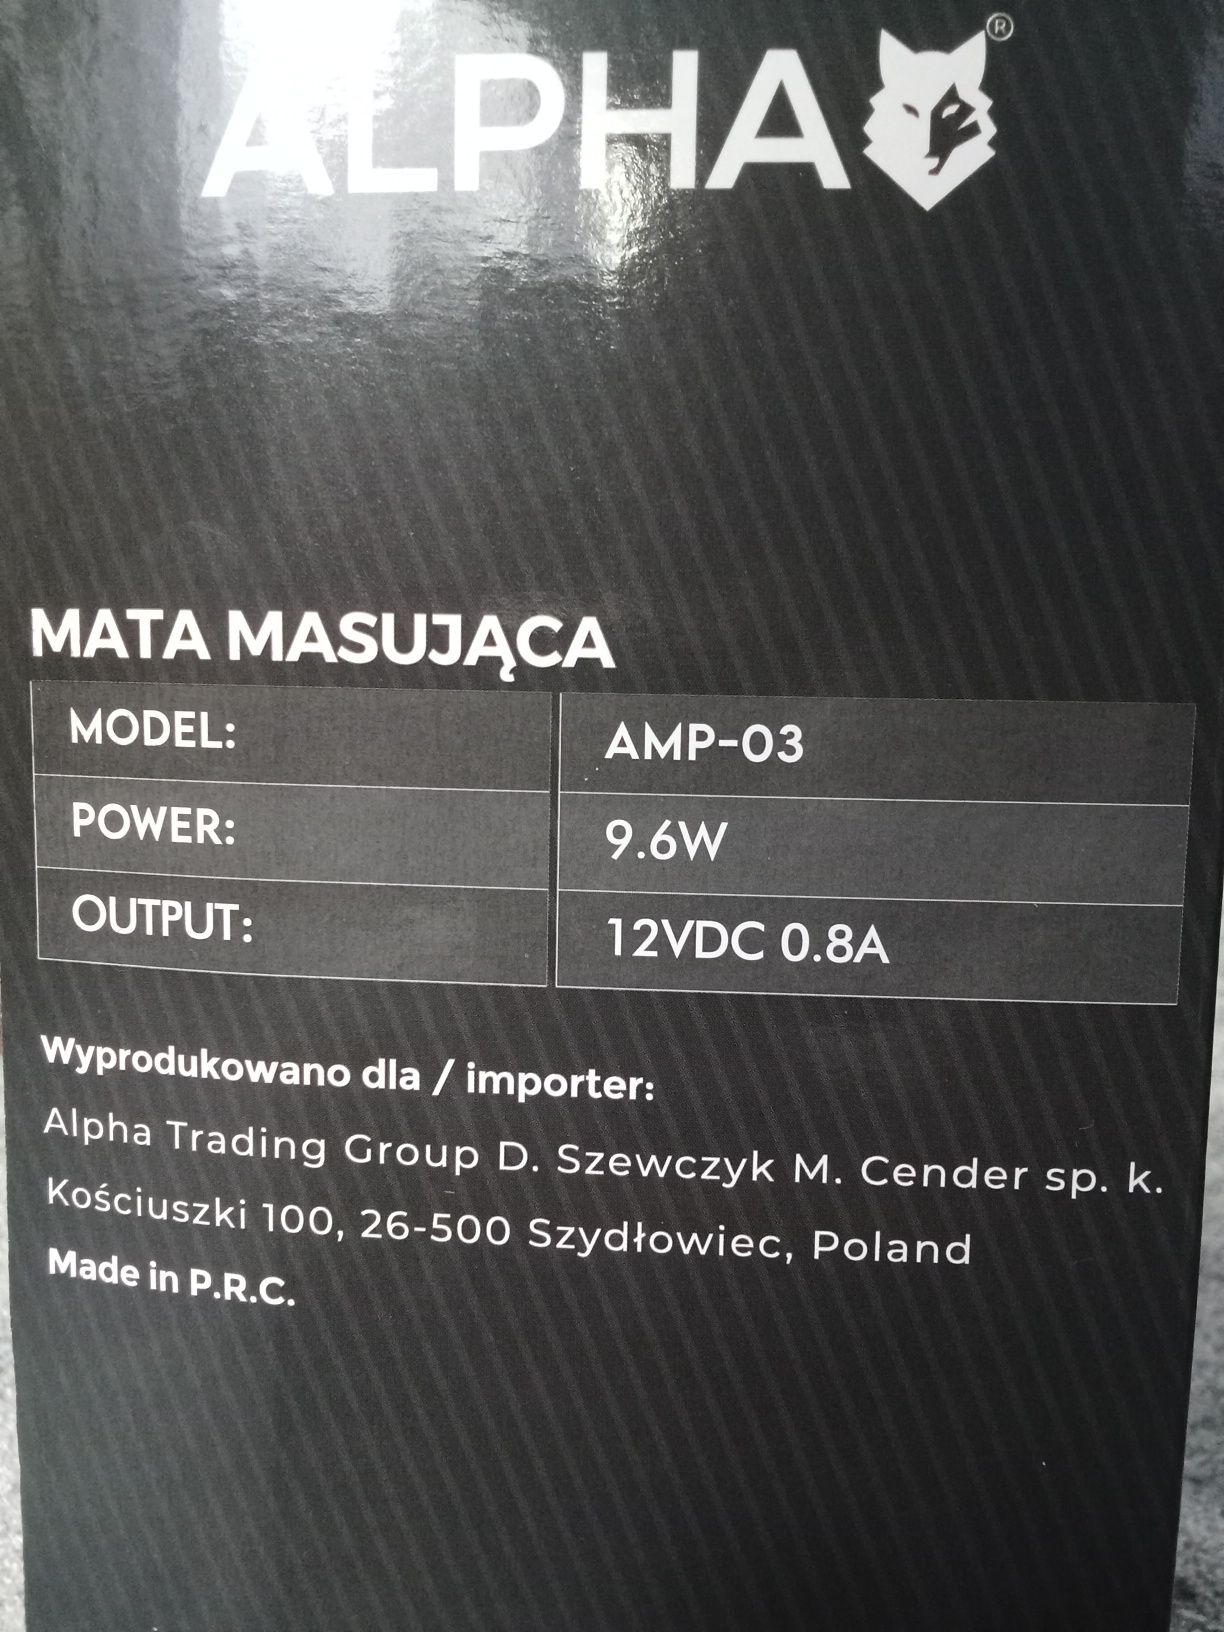 ALPHA ®
MATA MASUJĄCA
MODEL: AMP-03
POWER: 9.6W
OUTPUT: 12VDC 0.8A
Wyprodukowano dla / importer:
Alpha Trading Group D. Szewczyk M. Cender sp. k.
Kościuszki 100, 26-500 Szydłowiec, Poland
Made in P.R.C.